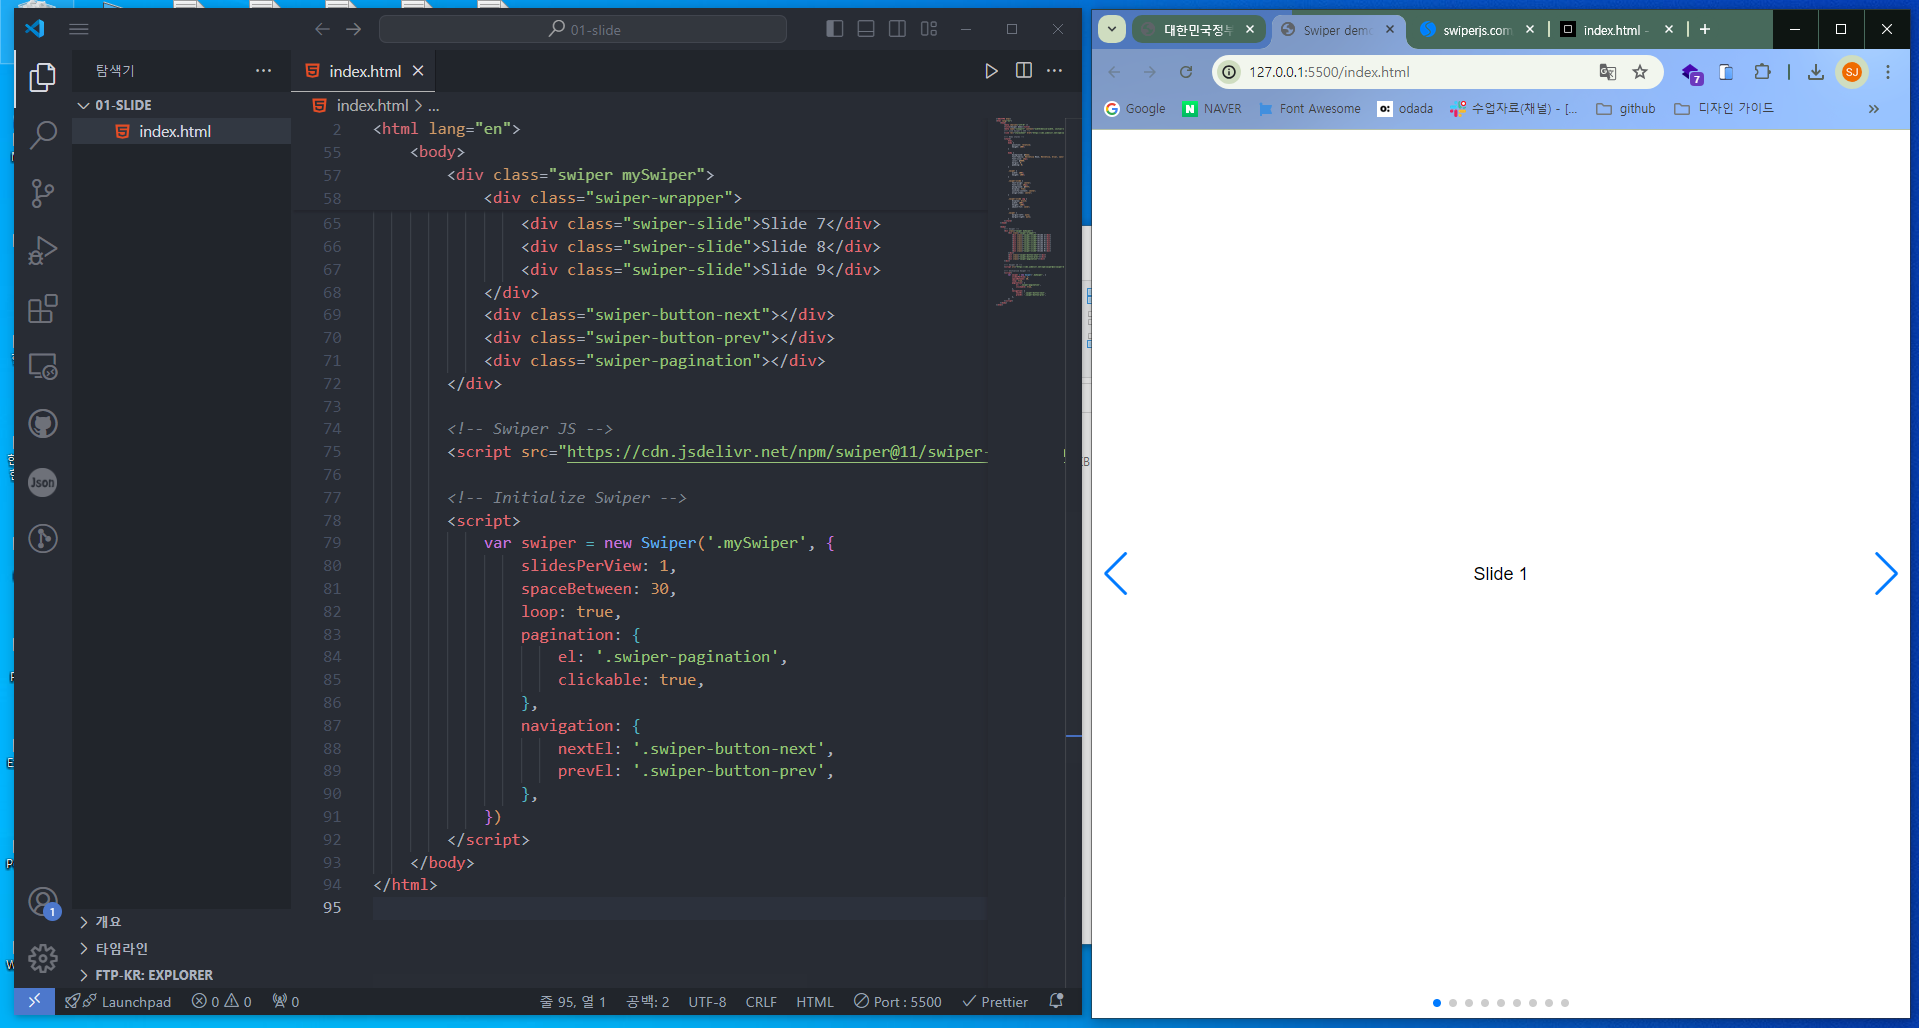 01-slide
탐색기
01-SLIDE
index.html
개요
타임라인
FTP-KR: EXPLORER
index.html
index.html > ...
2 <html lang="en">
55 <body>
57 <div class="swiper mySwiper">
58 <div class="swiper-wrapper">
65 <div class="swiper-slide">Slide 7</div>
66 <div class="swiper-slide">Slide 8</div>
67 <div class="swiper-slide">Slide 9</div>
68 </div>
69 <div class="swiper-button-next"></div>
70 <div class="swiper-button-prev"></div>
71 <div class="swiper-pagination"></div>
72 </div>
73
74 <!-- Swiper JS -->
75 <script src="https://cdn.jsdelivr.net/npm/swiper@11/swiper-
76
77 <!-- Initialize Swiper -->
78 <script>
79 var swiper = new Swiper('.mySwiper', {
80 slidesPerView: 1,
81 spaceBetween: 30,
82 loop: true,
83 pagination: {
84 el: '.swiper-pagination',
85 clickable: true,
86 },
87 navigation: {
88 nextEl: '.swiper-button-next',
89 prevEl: '.swiper-button-prev',
90 },
91 })
92 </script>
93 </body>
94 </html>
95
Json
1
Launchpad 0 0 0 줄 95, 열 1 공백: 2 UTF-8 CRLF HTML Port : 5500 Prettier
대한민국정부 Swiper demo swiperjs.com index.html -
127.0.0.1:5500/index.html 7 SJ
Google NAVER Font Awesome odada 수업자료(채널) - [... github 디자인 가이드 »
Slide 1